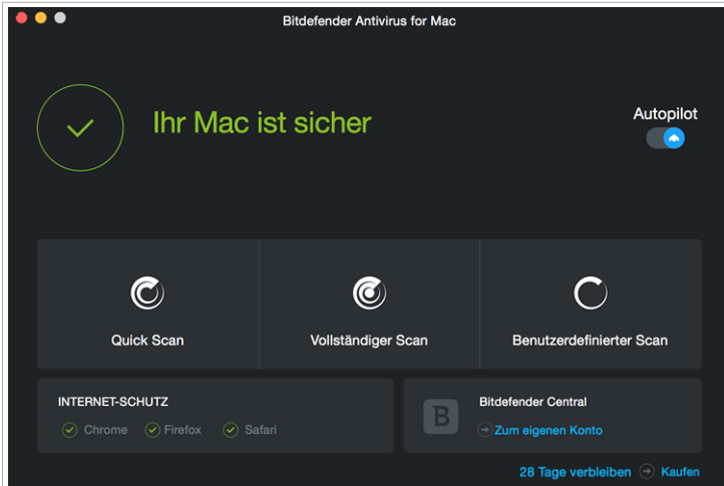 Bitdefender Antivirus for Mac
Ihr Mac ist sicher
Autopilot
Quick Scan
Vollständiger Scan
Benutzerdefinierter Scan
INTERNET-SCHUTZ
Chrome
Firefox
Safari
B
Bitdefender Central
Zum eigenen Konto
28 Tage verbleiben
Kaufen